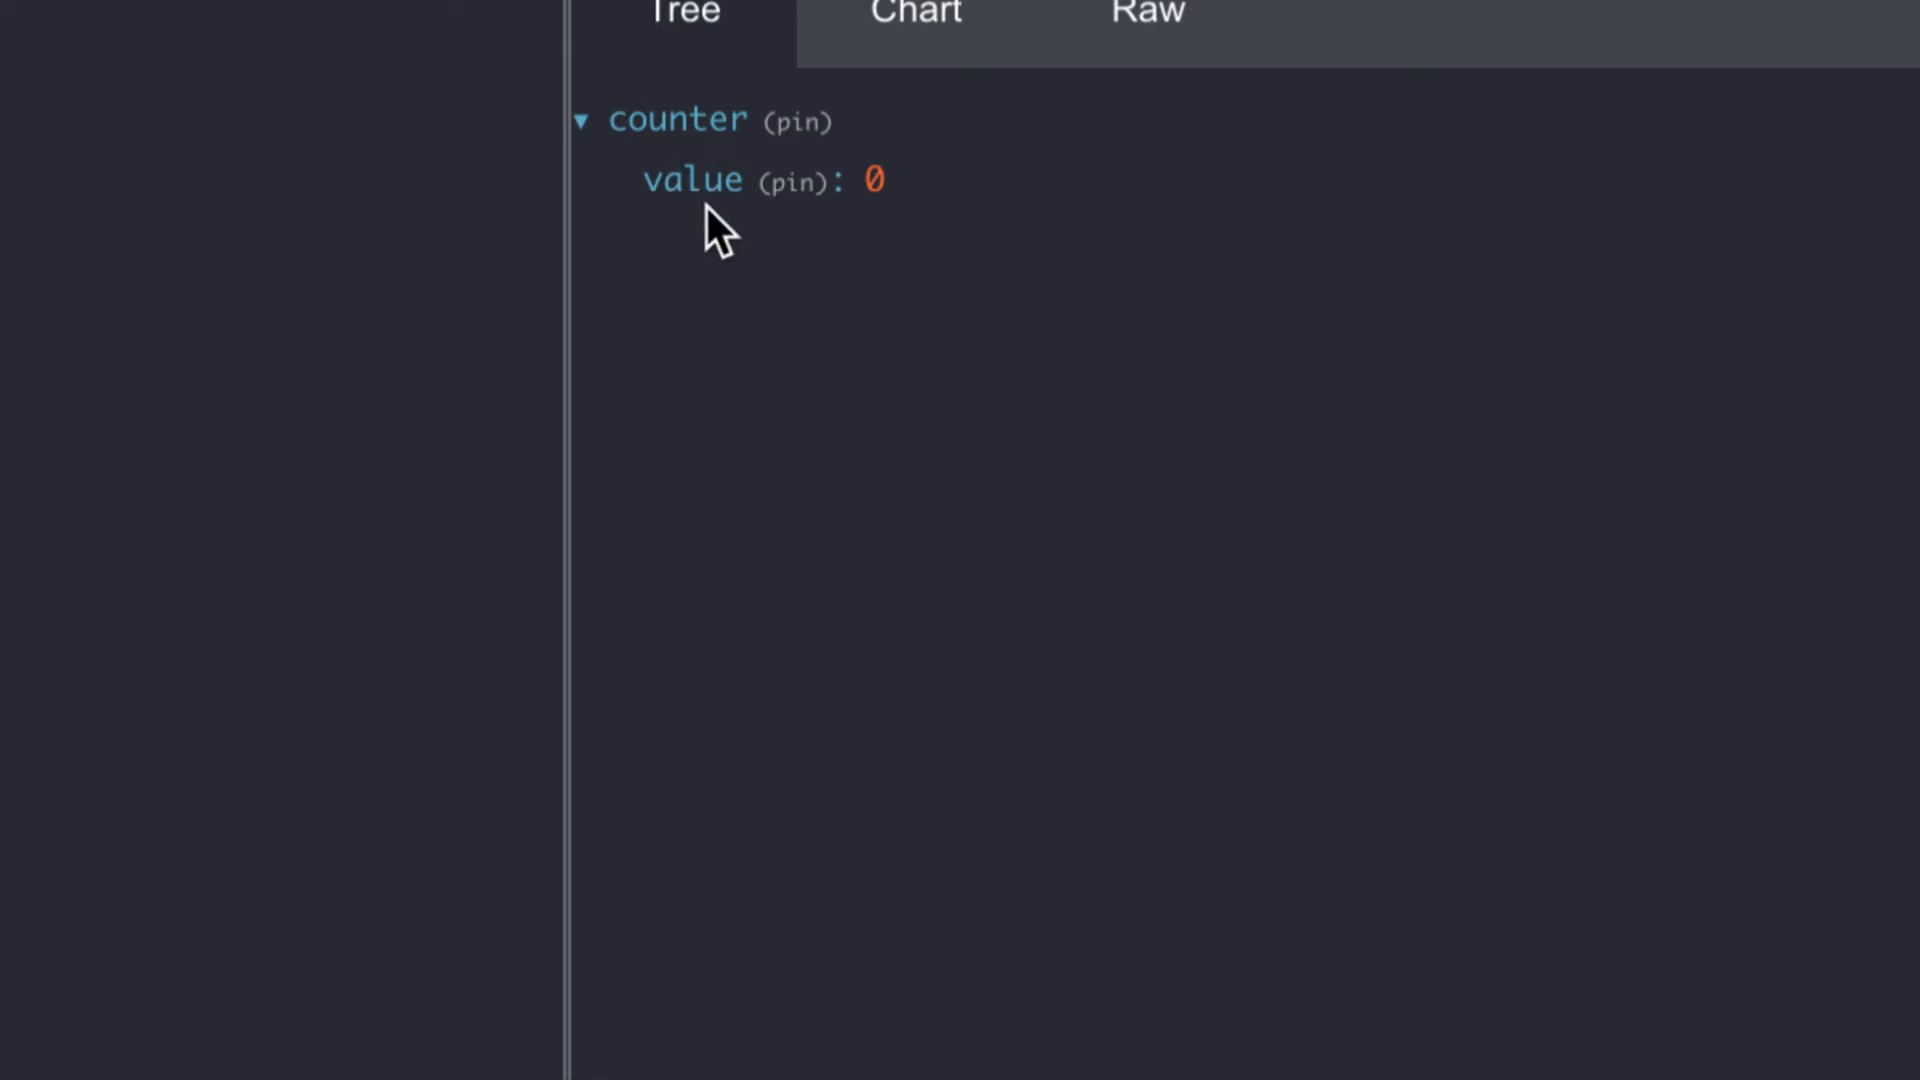 Tree Chart Raw
▼ counter (pin)
value (pin): 0